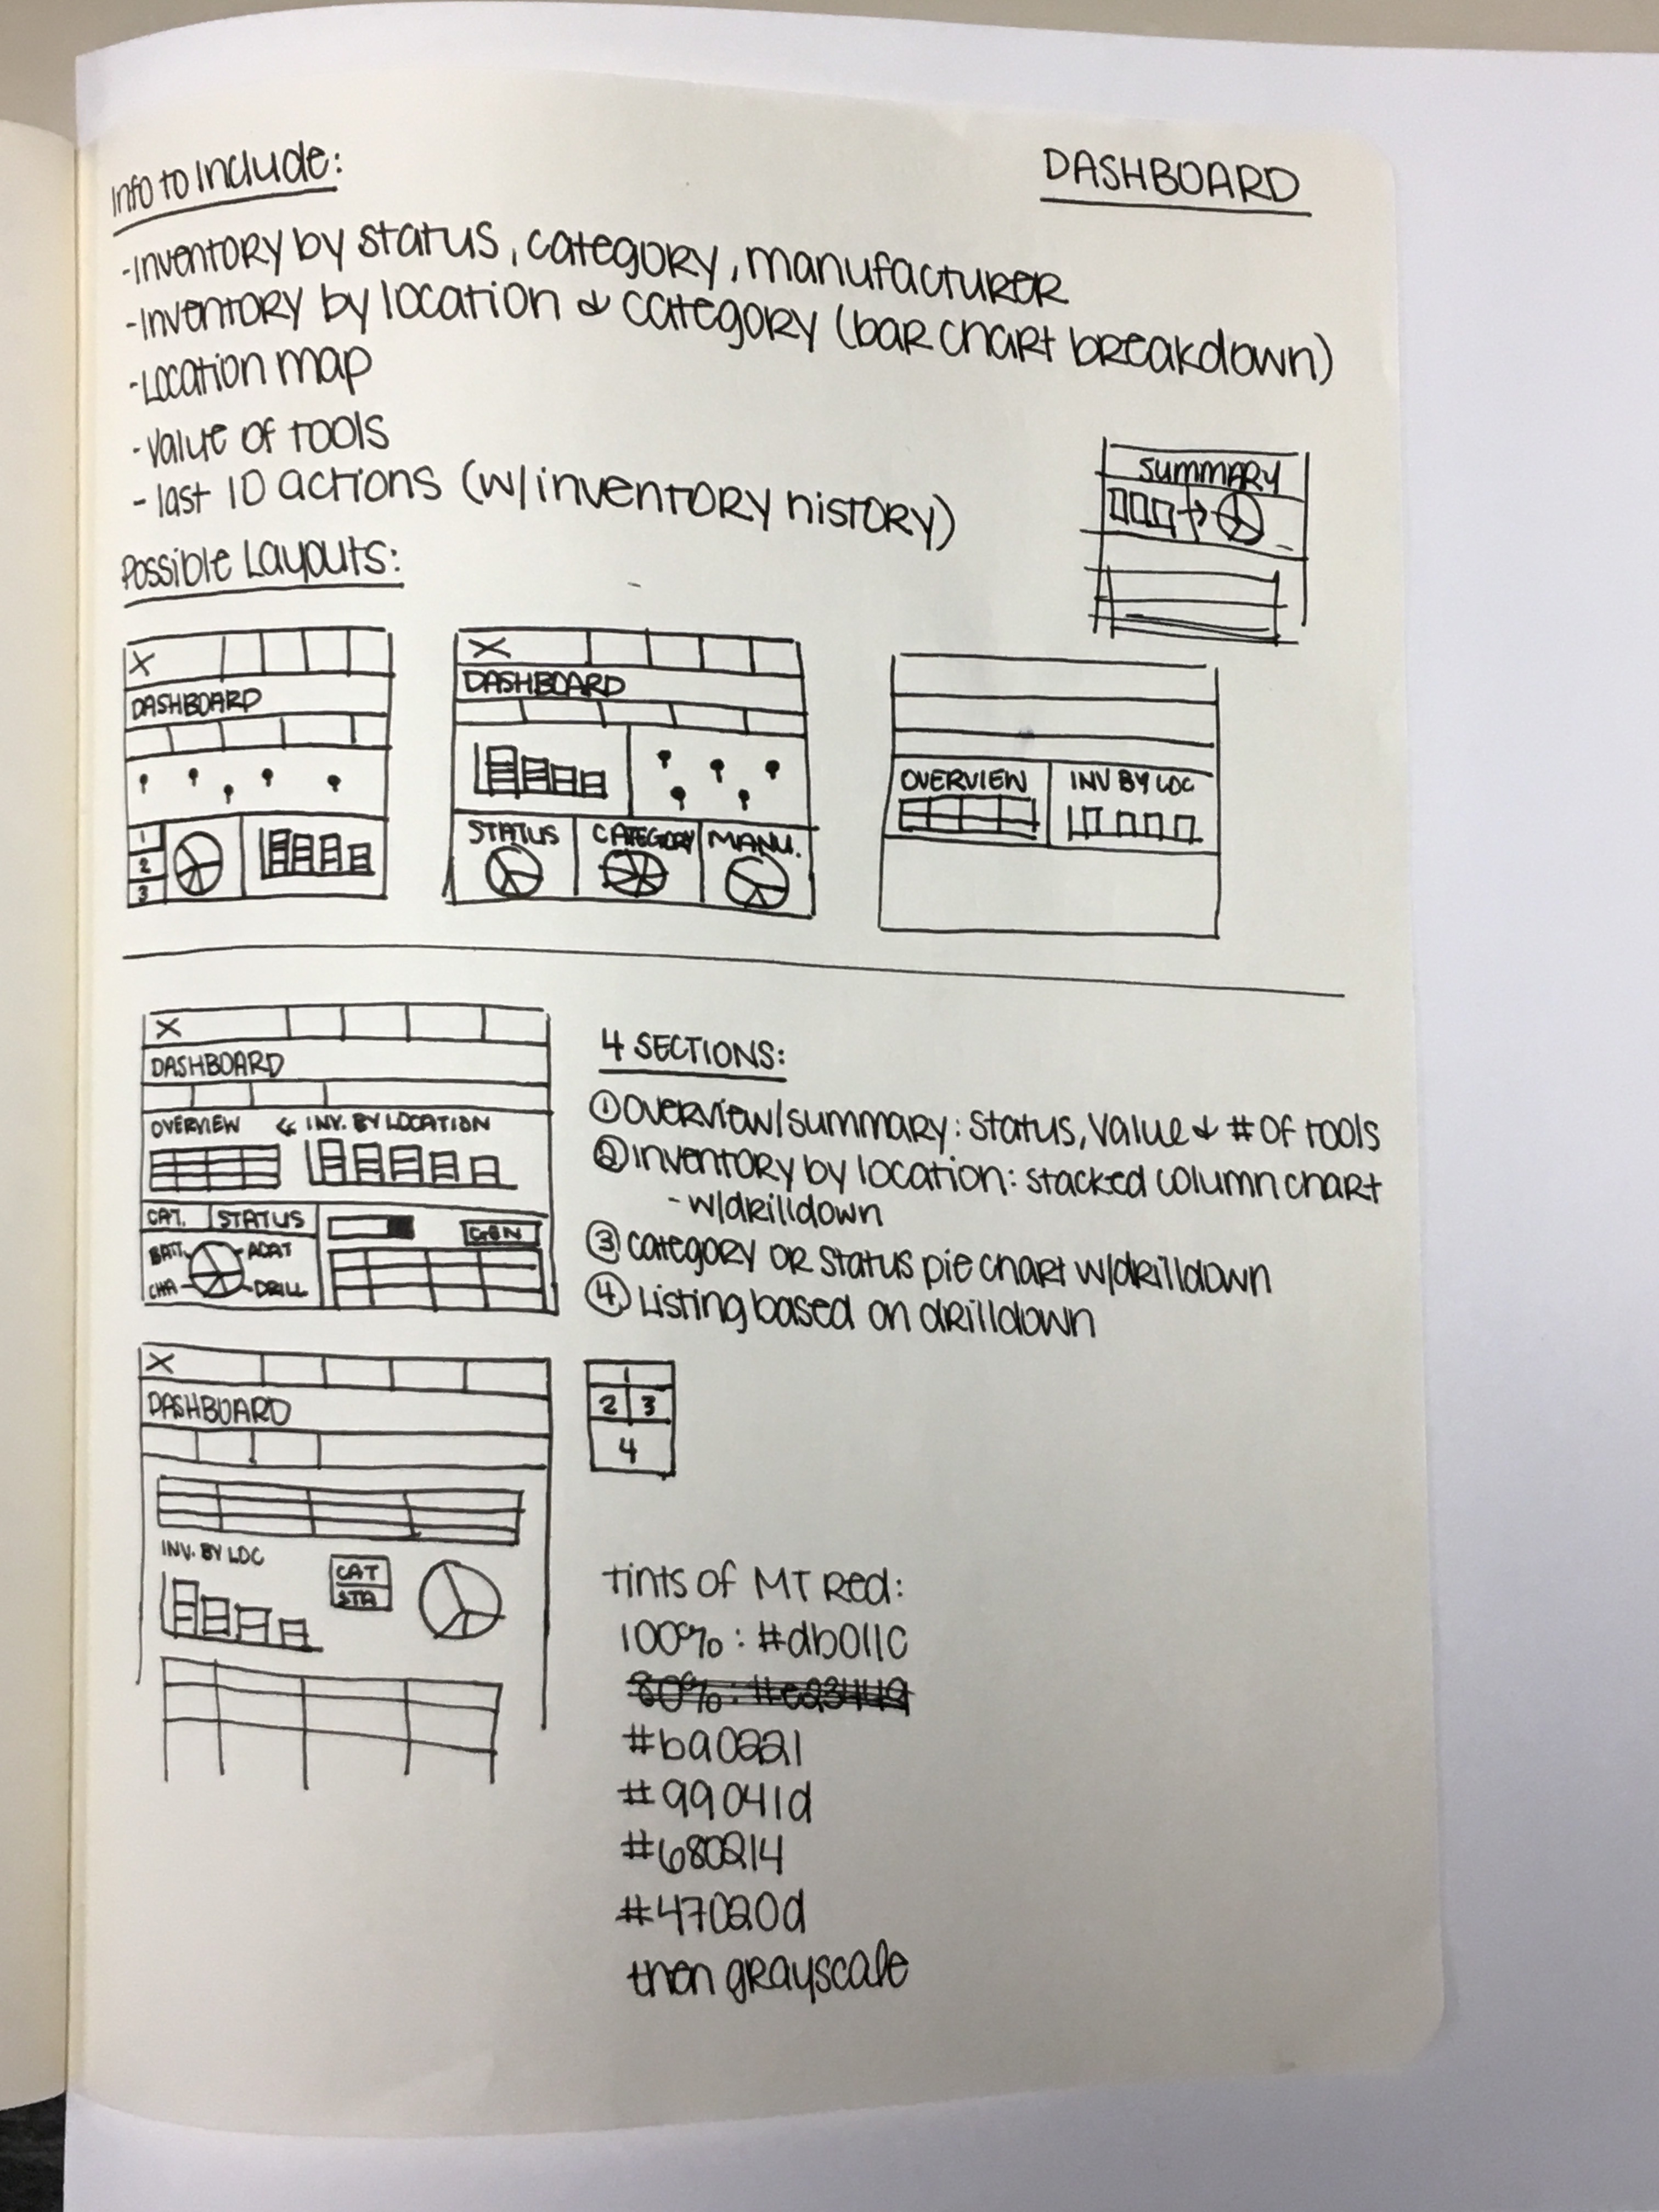 DASHBOARD
Info to Include:
-Inventory by status, category, manufacturer
-Inventory by location & category (bar chart breakdown)
-Location map
-Value of tools
-last 10 actions (w/inventory history)
SUMMARY
Possible Layouts:
X
DASHBOARD
1
2
3
X
DASHBOARD
STATUS CATEGORY MANU.
OVERVIEW INV BY LOC
X
DASHBOARD
OVERVIEW << INV. BY LOCATION
CAT. STATUS
BATT. ADAT
CHA DRILL
4 SECTIONS:
① Overview/summary: Status, Value & # of tools
② Inventory by location: stacked column chart
- w/drilldown
③ category or status pie chart w/drilldown
④ Listing based on drilldown
X
DASHBOARD
INV. BY LOC
CAT
STA
1
2 3
4
tints of MT Red:
100% : #db011c
#ba0221
#99041d
#680214
#47020d
then grayscale